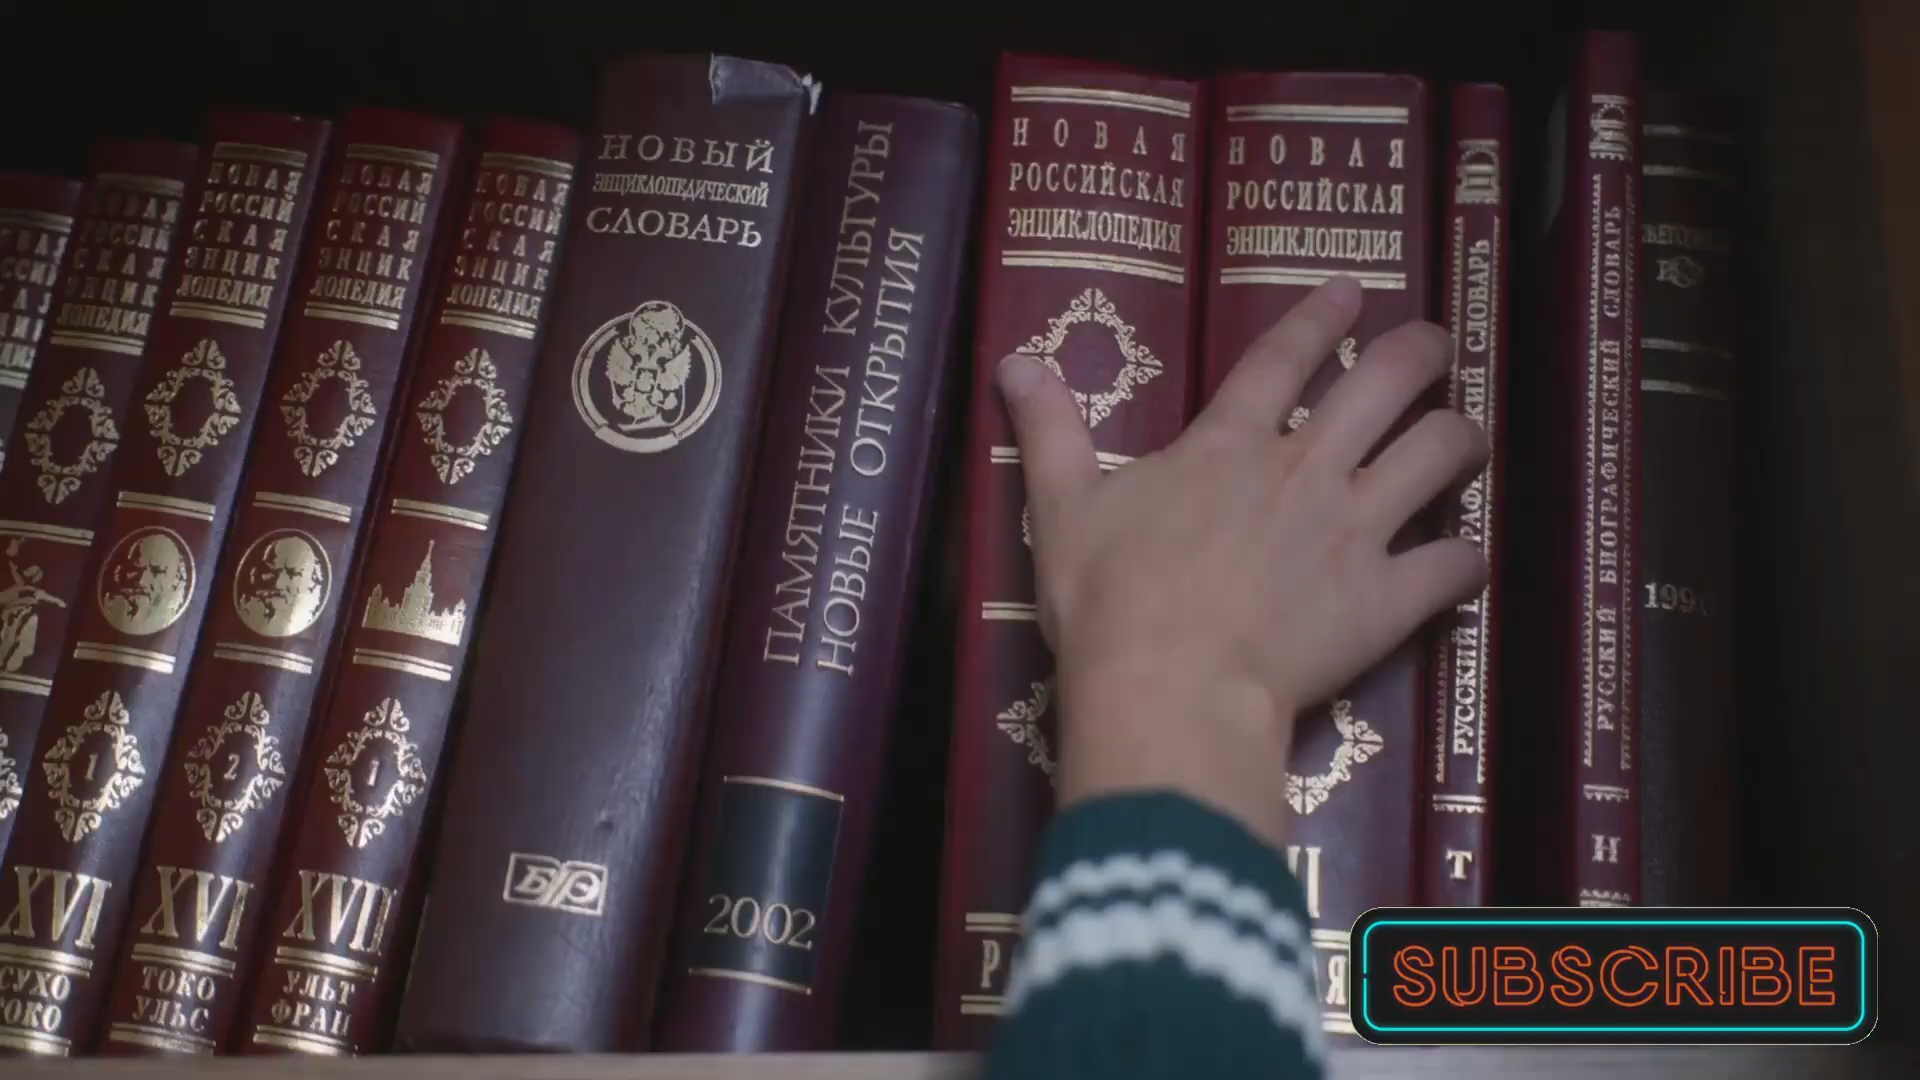 НОВАЯ
РОССИЙ
СКАЯ
ЭНЦИК
ЛОПЕДИЯ
1
XVI
СУХО
ТОКО
НОВАЯ
РОССИЙ
СКАЯ
ЭНЦИК
ЛОПЕДИЯ
2
XVI
ТОКО
УЛЬС
НОВАЯ
РОССИЙ
СКАЯ
ЭНЦИК
ЛОПЕДИЯ
1
XVII
УЛЬТ
ФРАН
НОВАЯ
РОССИЙ
СКАЯ
ЭНЦИК
ЛОПЕДИЯ
НОВЫЙ
ЭНЦИКЛОПЕДИЧЕСКИЙ
СЛОВАРЬ
БРЭ
ПАМЯТНИКИ КУЛЬТУРЫ
НОВЫЕ ОТКРЫТИЯ
2002
НОВАЯ
РОССИЙСКАЯ
ЭНЦИКЛОПЕДИЯ
НОВАЯ
РОССИЙСКАЯ
ЭНЦИКЛОПЕДИЯ
РУССКИЙ
СЛОВАРЬ
Т
РУССКИЙ БИОГРАФИЧЕСКИЙ СЛОВАРЬ
Н
SUBSCRIBE